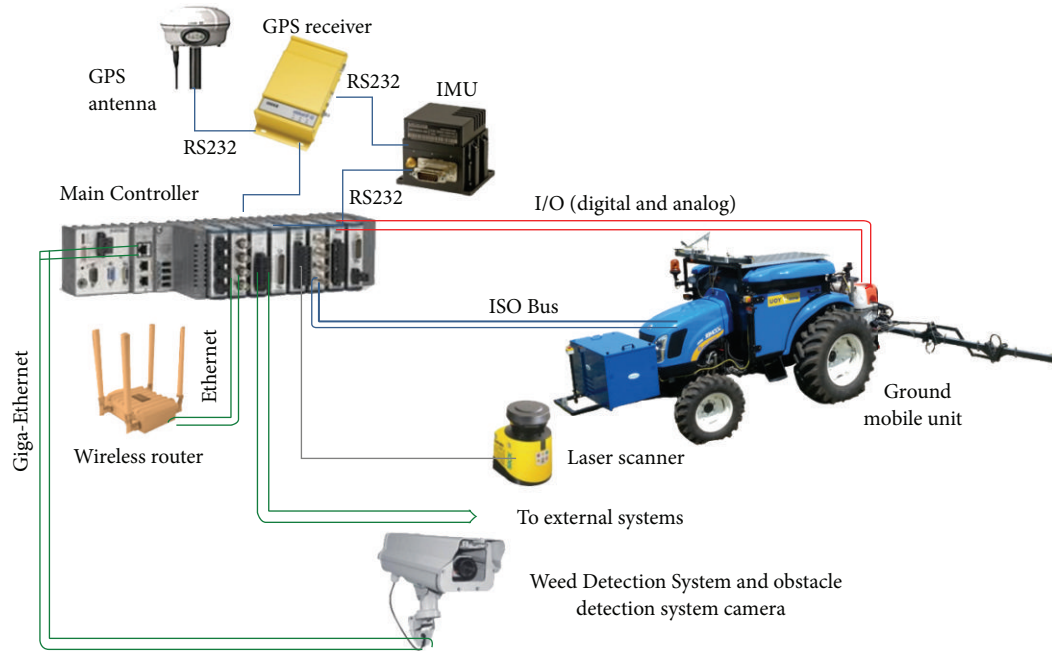 GPS receiver
GPS
antenna
RS232
IMU
RS232
Main Controller
RS232
I/O (digital and analog)
ISO Bus
Giga-Ethernet
Ethernet
Ground
mobile unit
Wireless router
Laser scanner
To external systems
Weed Detection System and obstacle
detection system camera